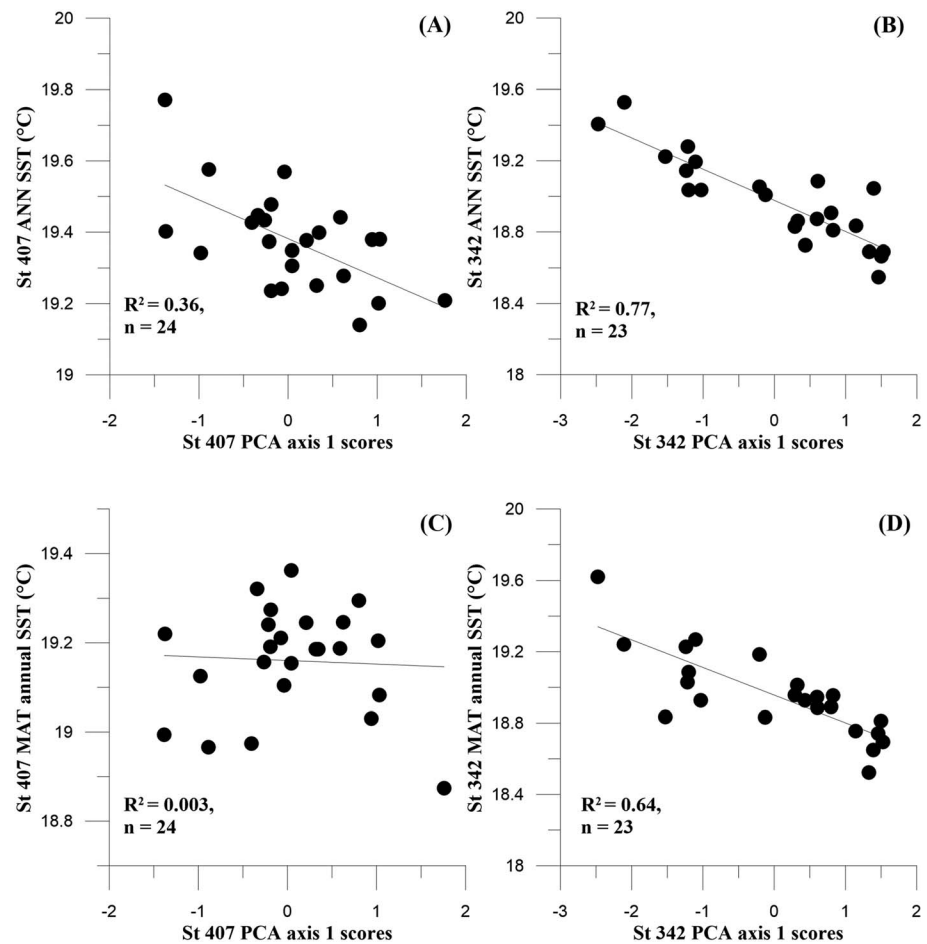 (A)
St 407 ANN SST (°C)
20
19.8
19.6
19.4
19.2
19
R² = 0.36,
n = 24
-2
-1
0
1
2
St 407 PCA axis 1 scores
(B)
St 342 ANN SST (°C)
20
19.6
19.2
18.8
18.4
18
R² = 0.77,
n = 23
-3
-2
-1
0
1
2
St 342 PCA axis 1 scores
(C)
St 407 MAT annual SST (°C)
19.4
19.2
19
18.8
R² = 0.003,
n = 24
-2
-1
0
1
2
St 407 PCA axis 1 scores
(D)
St 342 MAT annual SST (°C)
20
19.6
19.2
18.8
18.4
18
R² = 0.64,
n = 23
-3
-2
-1
0
1
2
St 342 PCA axis 1 scores